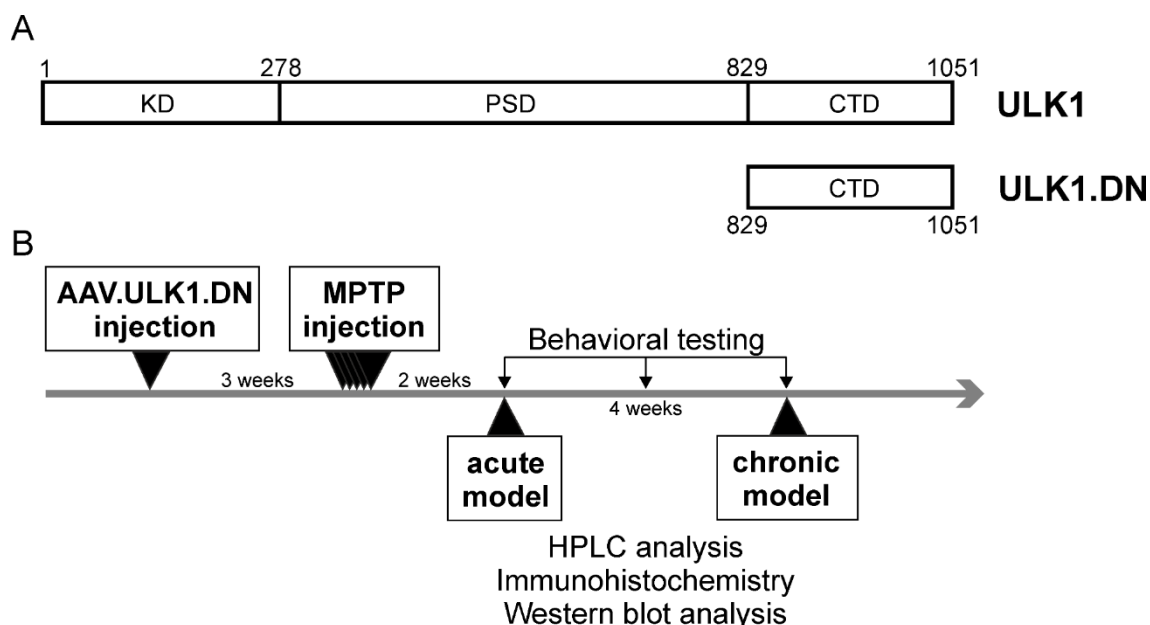 A
1 278 829 1051
KD PSD CTD ULK1
CTD ULK1.DN
829 1051
B
AAV.ULK1.DN
injection
MPTP
injection
Behavioral testing
3 weeks 2 weeks
4 weeks
acute
model
chronic
model
HPLC analysis
Immunohistochemistry
Western blot analysis